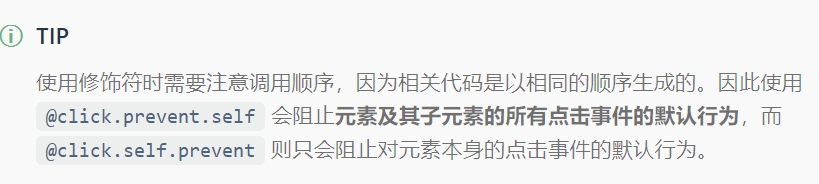 TIP
使用修饰符时需要注意调用顺序，因为相关代码是以相同的顺序生成的。因此使用
@click.prevent.self 会阻止元素及其子元素的所有点击事件的默认行为，而
@click.self.prevent 则只会阻止对元素本身的点击事件的默认行为。